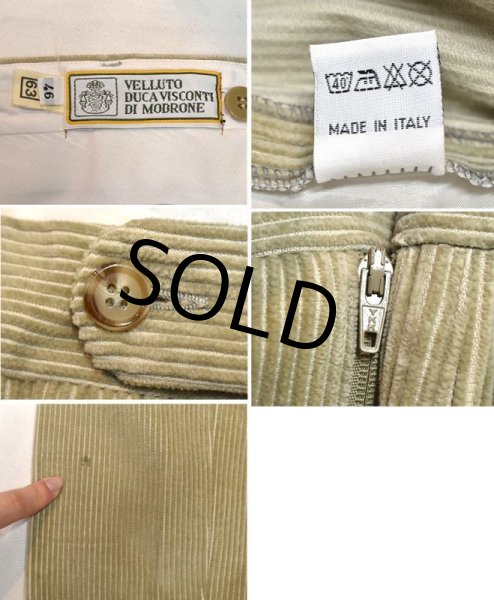 63
46
VELLUTO
DUCA VISCONTI
DI MODRONE
40°
MADE IN ITALY
YKK
SOLD